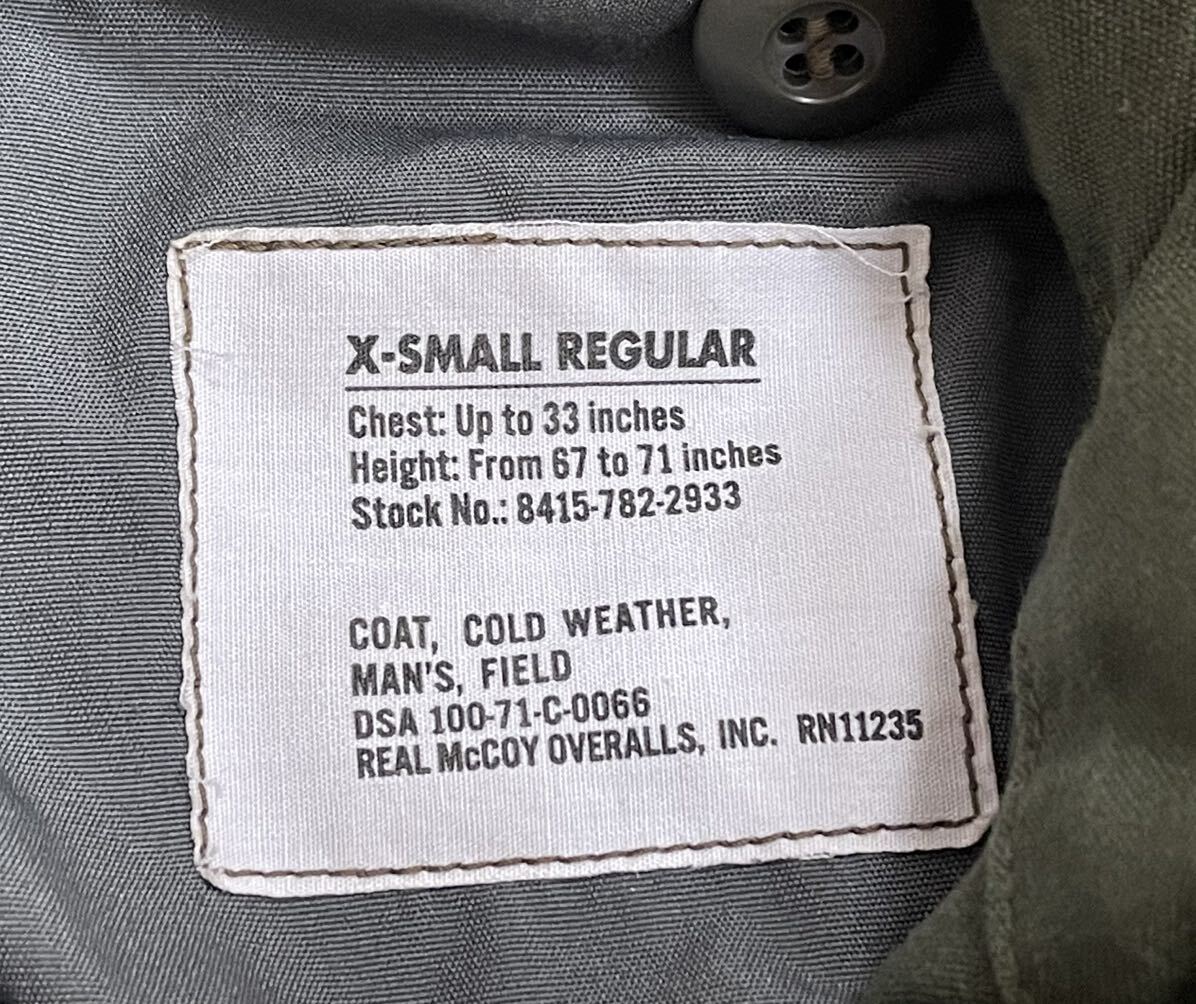 X-SMALL REGULAR
Chest: Up to 33 inches
Height: From 67 to 71 inches
Stock No.: 8415-782-2933
COAT, COLD WEATHER,
MAN'S, FIELD
DSA 100-71-C-0066
REAL McCOY OVERALLS, INC. RN11235